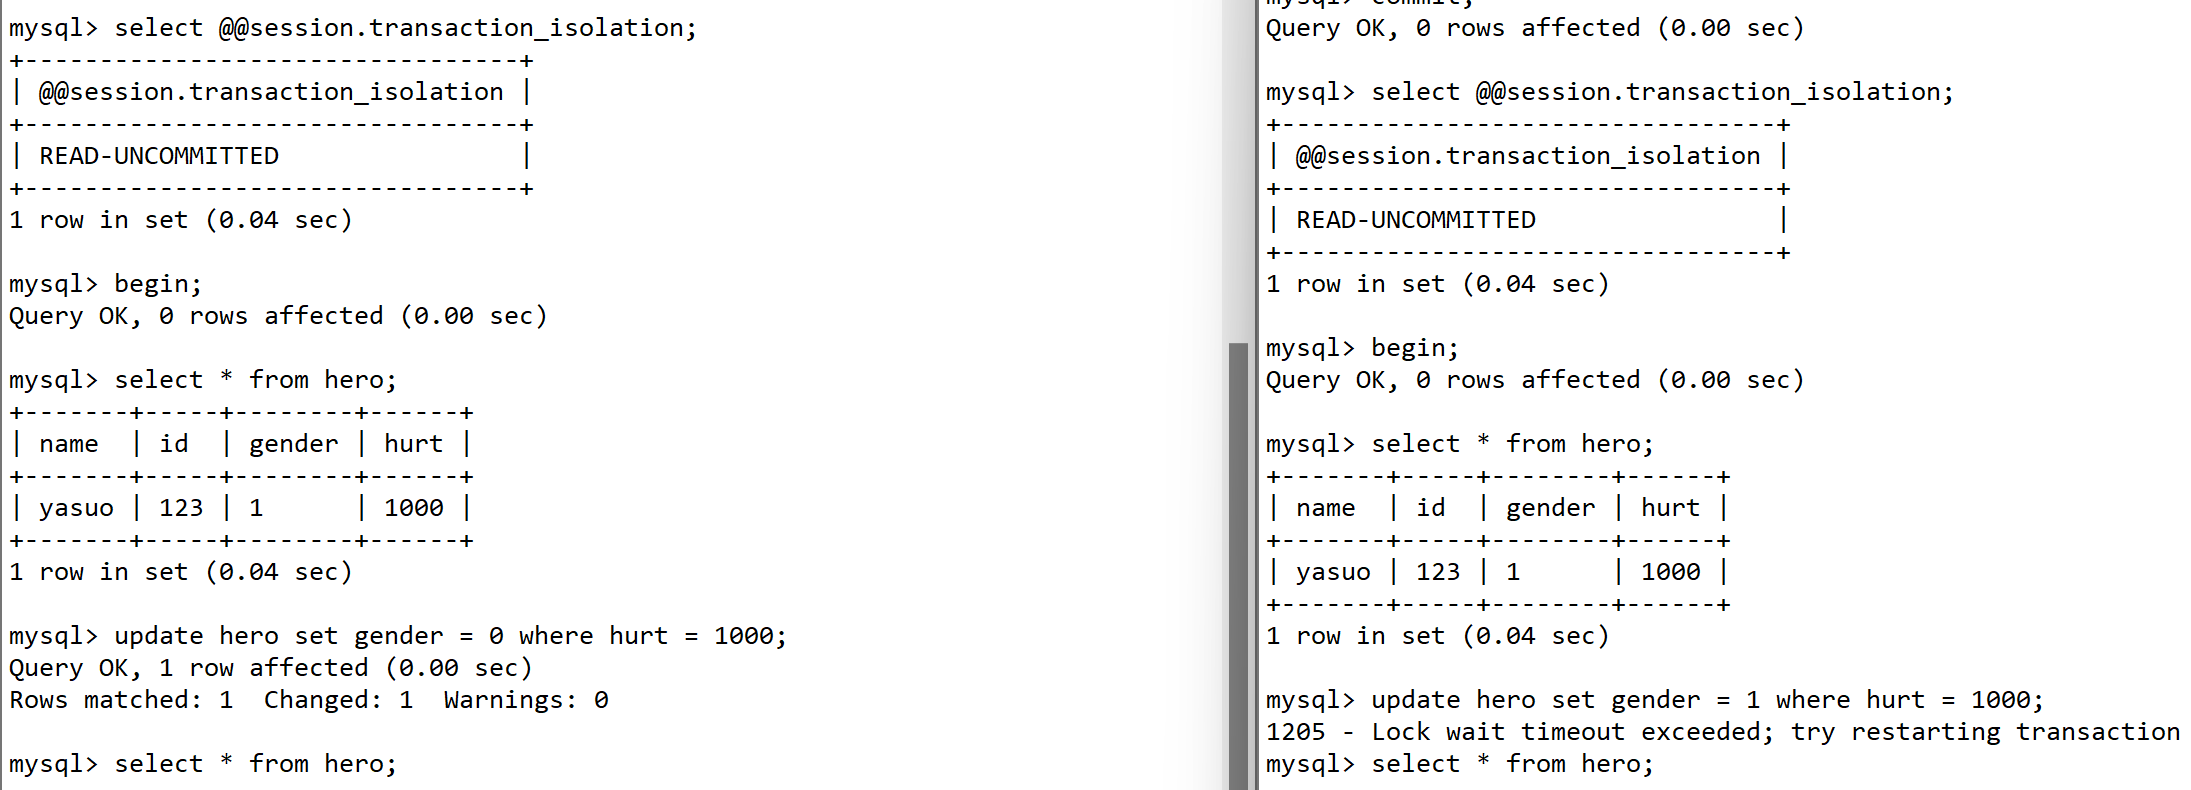 mysql> select @@session.transaction_isolation;
+---------------------------------+
| @@session.transaction_isolation |
+---------------------------------+
| READ-UNCOMMITTED                |
+---------------------------------+
1 row in set (0.04 sec)

mysql> begin;
Query OK, 0 rows affected (0.00 sec)

mysql> select * from hero;
+-------+-----+--------+------+
| name  | id  | gender | hurt |
+-------+-----+--------+------+
| yasuo | 123 | 1      | 1000 |
+-------+-----+--------+------+
1 row in set (0.04 sec)

mysql> update hero set gender = 0 where hurt = 1000;
Query OK, 1 row affected (0.00 sec)
Rows matched: 1  Changed: 1  Warnings: 0

mysql> select * from hero;
mysql> commit;
Query OK, 0 rows affected (0.00 sec)

mysql> select @@session.transaction_isolation;
+---------------------------------+
| @@session.transaction_isolation |
+---------------------------------+
| READ-UNCOMMITTED                |
+---------------------------------+
1 row in set (0.04 sec)

mysql> begin;
Query OK, 0 rows affected (0.00 sec)

mysql> select * from hero;
+-------+-----+--------+------+
| name  | id  | gender | hurt |
+-------+-----+--------+------+
| yasuo | 123 | 1      | 1000 |
+-------+-----+--------+------+
1 row in set (0.04 sec)

mysql> update hero set gender = 1 where hurt = 1000;
1205 - Lock wait timeout exceeded; try restarting transaction
mysql> select * from hero;